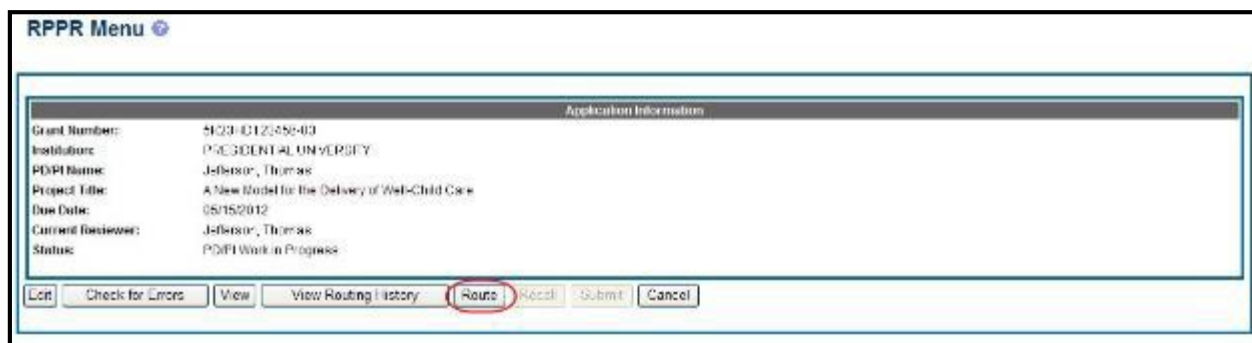 RPPR Menu
Application Information
Grant Number:
Institution: PRESIDENTIAL UNIVERSITY
PD/PI Name: Jefferson, Thomas
Project Title: A New Model for the Delivery of Well-Child Care
Due Date: 05/15/2012
Current Reviewer: Jefferson, Thomas
Status: PD/PI Work in Progress
Edit Check for Errors View View Routing History Route Recall Submit Cancel